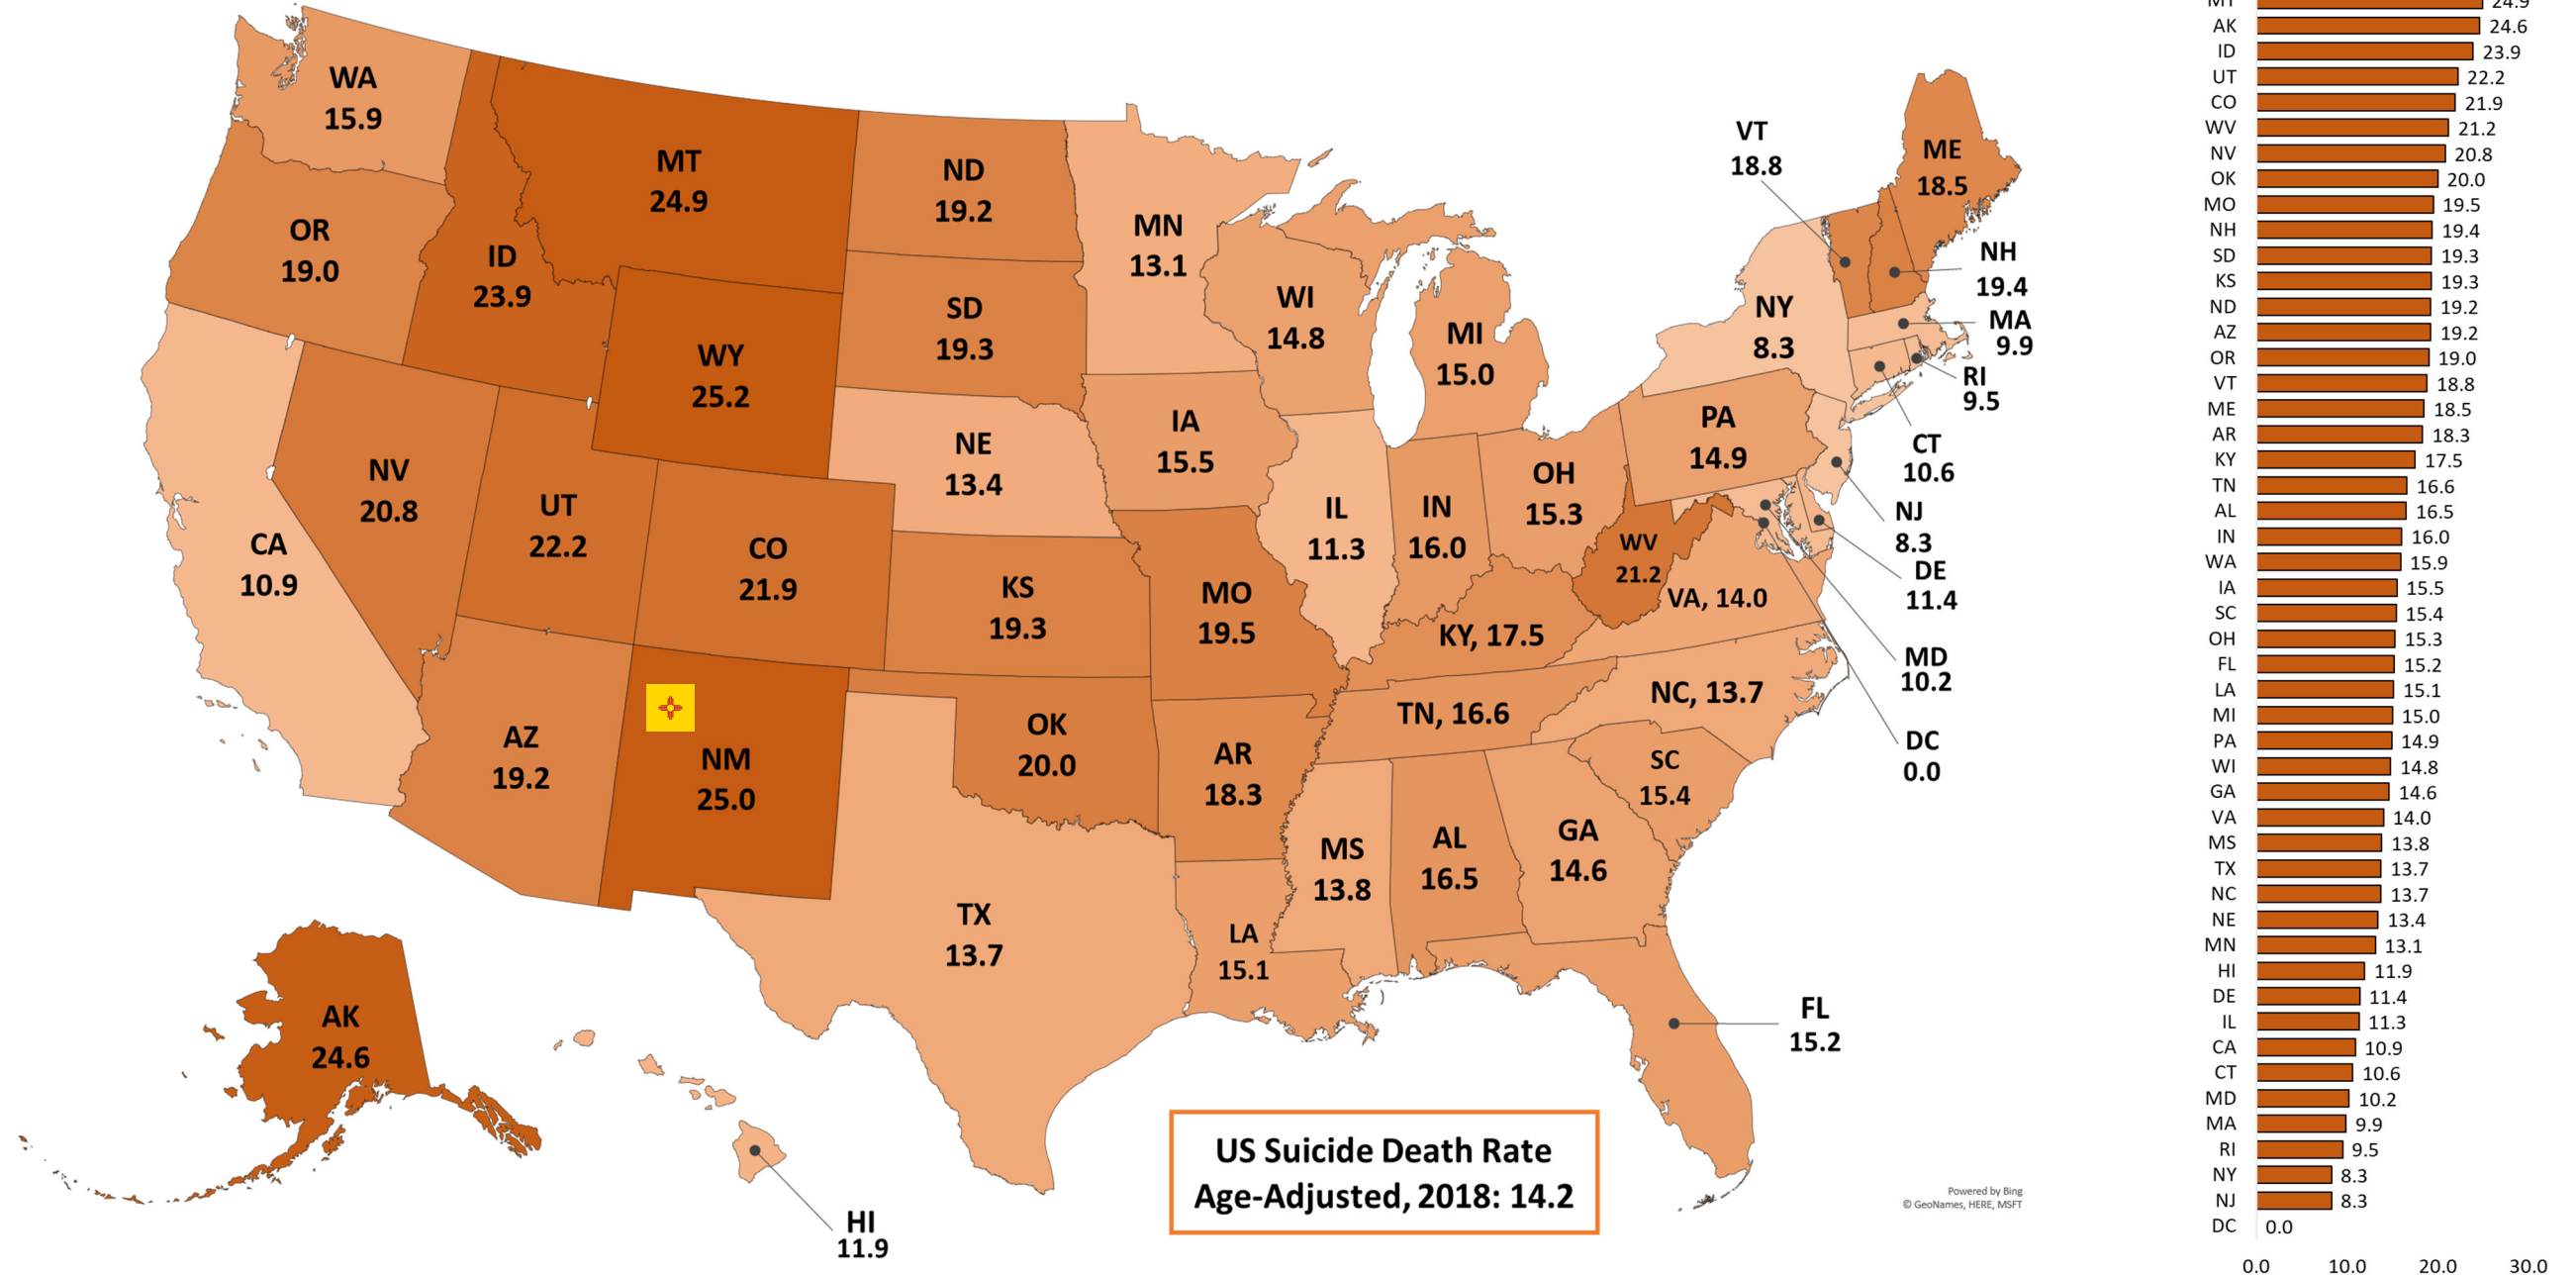 WA
15.9
MT
24.9
ND
19.2
MN
13.1
VT
18.8
ME
18.5
OR
19.0
ID
23.9
SD
19.3
WI
14.8
MI
15.0
NY
8.3
NH
19.4
MA
9.9
RI
9.5
WY
25.2
NE
13.4
IA
15.5
PA
14.9
CT
10.6
NV
20.8
UT
22.2
CO
21.9
CA
10.9
IL
11.3
IN
16.0
OH
15.3
WV
21.2
NJ
8.3
DE
11.4
KS
19.3
MO
19.5
KY, 17.5
VA, 14.0
MD
10.2
AZ
19.2
NM
25.0
OK
20.0
AR
18.3
TN, 16.6
NC, 13.7
SC
15.4
DC
0.0
TX
13.7
LA
15.1
MS
13.8
AL
16.5
GA
14.6
FL
15.2
AK
24.6
HI
11.9
US Suicide Death Rate
Age-Adjusted, 2018: 14.2
Powered by Bing
© GeoNames, HERE, MSFT
MT 24.9
AK 24.6
ID 23.9
UT 22.2
CO 21.9
WV 21.2
NV 20.8
OK 20.0
MO 19.5
NH 19.4
SD 19.3
KS 19.3
ND 19.2
AZ 19.2
OR 19.0
VT 18.8
ME 18.5
AR 18.3
KY 17.5
TN 16.6
AL 16.5
IN 16.0
WA 15.9
IA 15.5
SC 15.4
OH 15.3
FL 15.2
LA 15.1
MI 15.0
PA 14.9
WI 14.8
GA 14.6
VA 14.0
MS 13.8
TX 13.7
NC 13.7
NE 13.4
MN 13.1
HI 11.9
DE 11.4
IL 11.3
CA 10.9
CT 10.6
MD 10.2
MA 9.9
RI 9.5
NY 8.3
NJ 8.3
DC 0.0
0.0 10.0 20.0 30.0